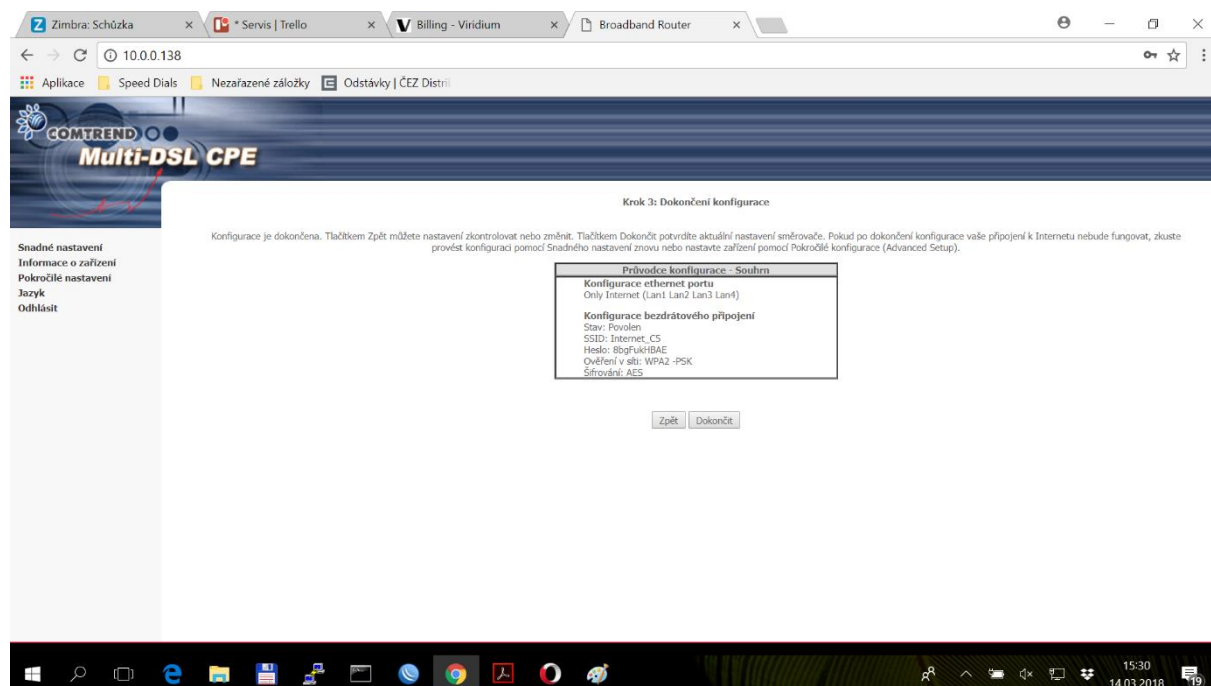 Zimbra: Schůzka
* Servis | Trello
Billing - Viridium
Broadband Router
10.0.0.138
Aplikace
Speed Dials
Nezařazené záložky
Odstávky | ČEZ Distri
COMTREND
Multi-DSL CPE
Snadné nastavení
Informace o zařízení
Pokročilé nastavení
Jazyk
Odhlásit
Krok 3: Dokončení konfigurace
Konfigurace je dokončena. Tlačítkem Zpět můžete nastavení zkontrolovat nebo změnit. Tlačítkem Dokončit potvrdíte aktuální nastavení směrovače. Pokud po dokončení konfigurace vaše připojení k Internetu nebude fungovat, zkuste
provést konfiguraci pomocí Snadného nastavení znovu nebo nastavte zařízení pomocí Pokročilé konfigurace (Advanced Setup).
Průvodce konfigurace - Souhrn
Konfigurace ethernet portu
Only Internet (Lan1 Lan2 Lan3 Lan4)
Konfigurace bezdrátového připojení
Stav: Povolen
SSID: Internet_C5
Heslo: 8bgFukHBAE
Ověření v síti: WPA2 -PSK
Šifrování: AES
Zpět
Dokončit
15:30
14.03.2018
19